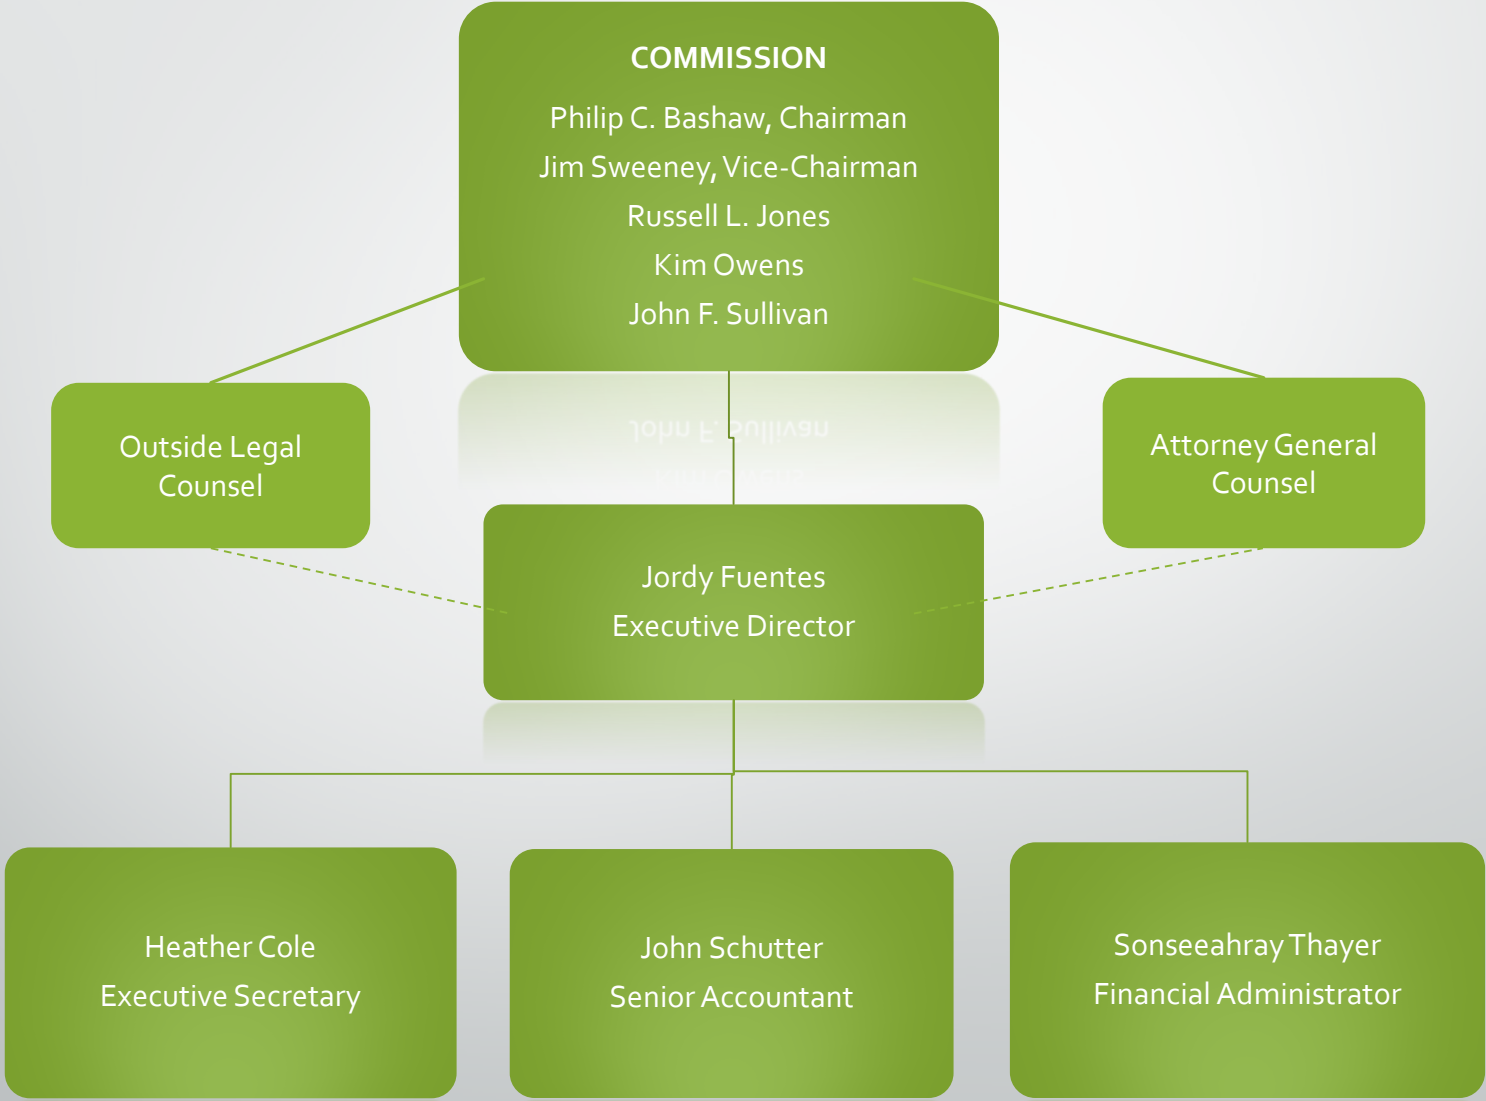 COMMISSION
Philip C. Bashaw, Chairman
Jim Sweeney, Vice-Chairman
Russell L. Jones
Kim Owens
John F. Sullivan
Outside Legal
Counsel
Attorney General
Counsel
Jordy Fuentes
Executive Director
Heather Cole
Executive Secretary
John Schutter
Senior Accountant
Sonseeahray Thayer
Financial Administrator